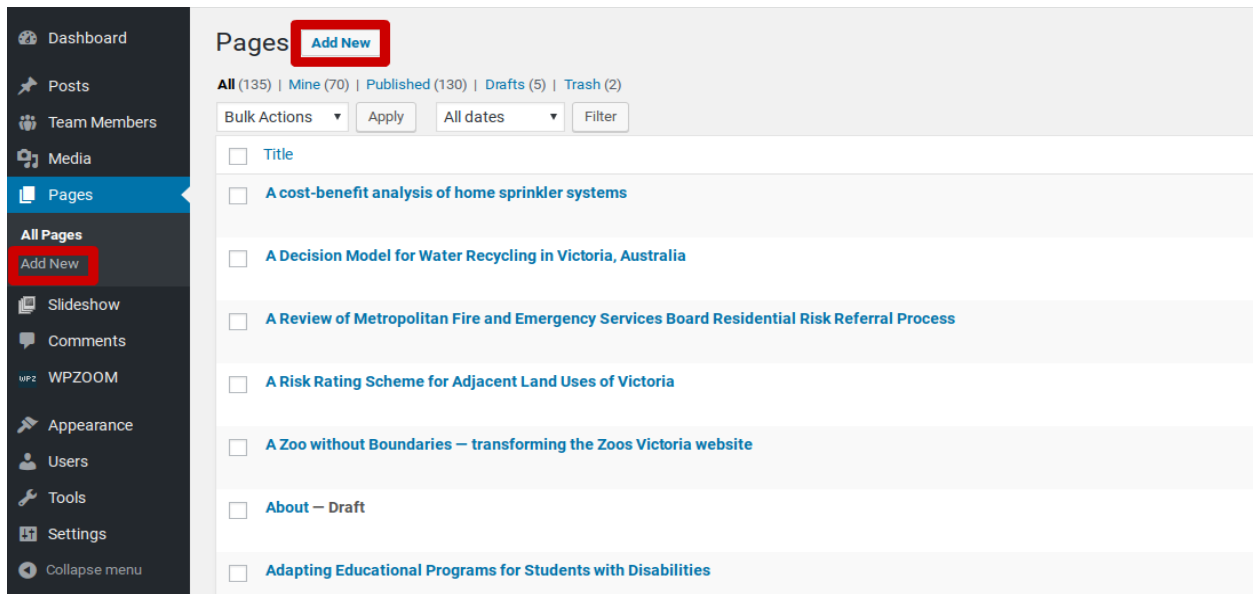 Dashboard
Posts
Team Members
Media
Pages
All Pages
Add New
Slideshow
Comments
WPZ WPZOOM
Appearance
Users
Tools
Settings
Collapse menu
Pages Add New
All (135) | Mine (70) | Published (130) | Drafts (5) | Trash (2)
Bulk Actions Apply All dates Filter
Title
A cost-benefit analysis of home sprinkler systems
A Decision Model for Water Recycling in Victoria, Australia
A Review of Metropolitan Fire and Emergency Services Board Residential Risk Referral Process
A Risk Rating Scheme for Adjacent Land Uses of Victoria
A Zoo without Boundaries — transforming the Zoos Victoria website
About — Draft
Adapting Educational Programs for Students with Disabilities